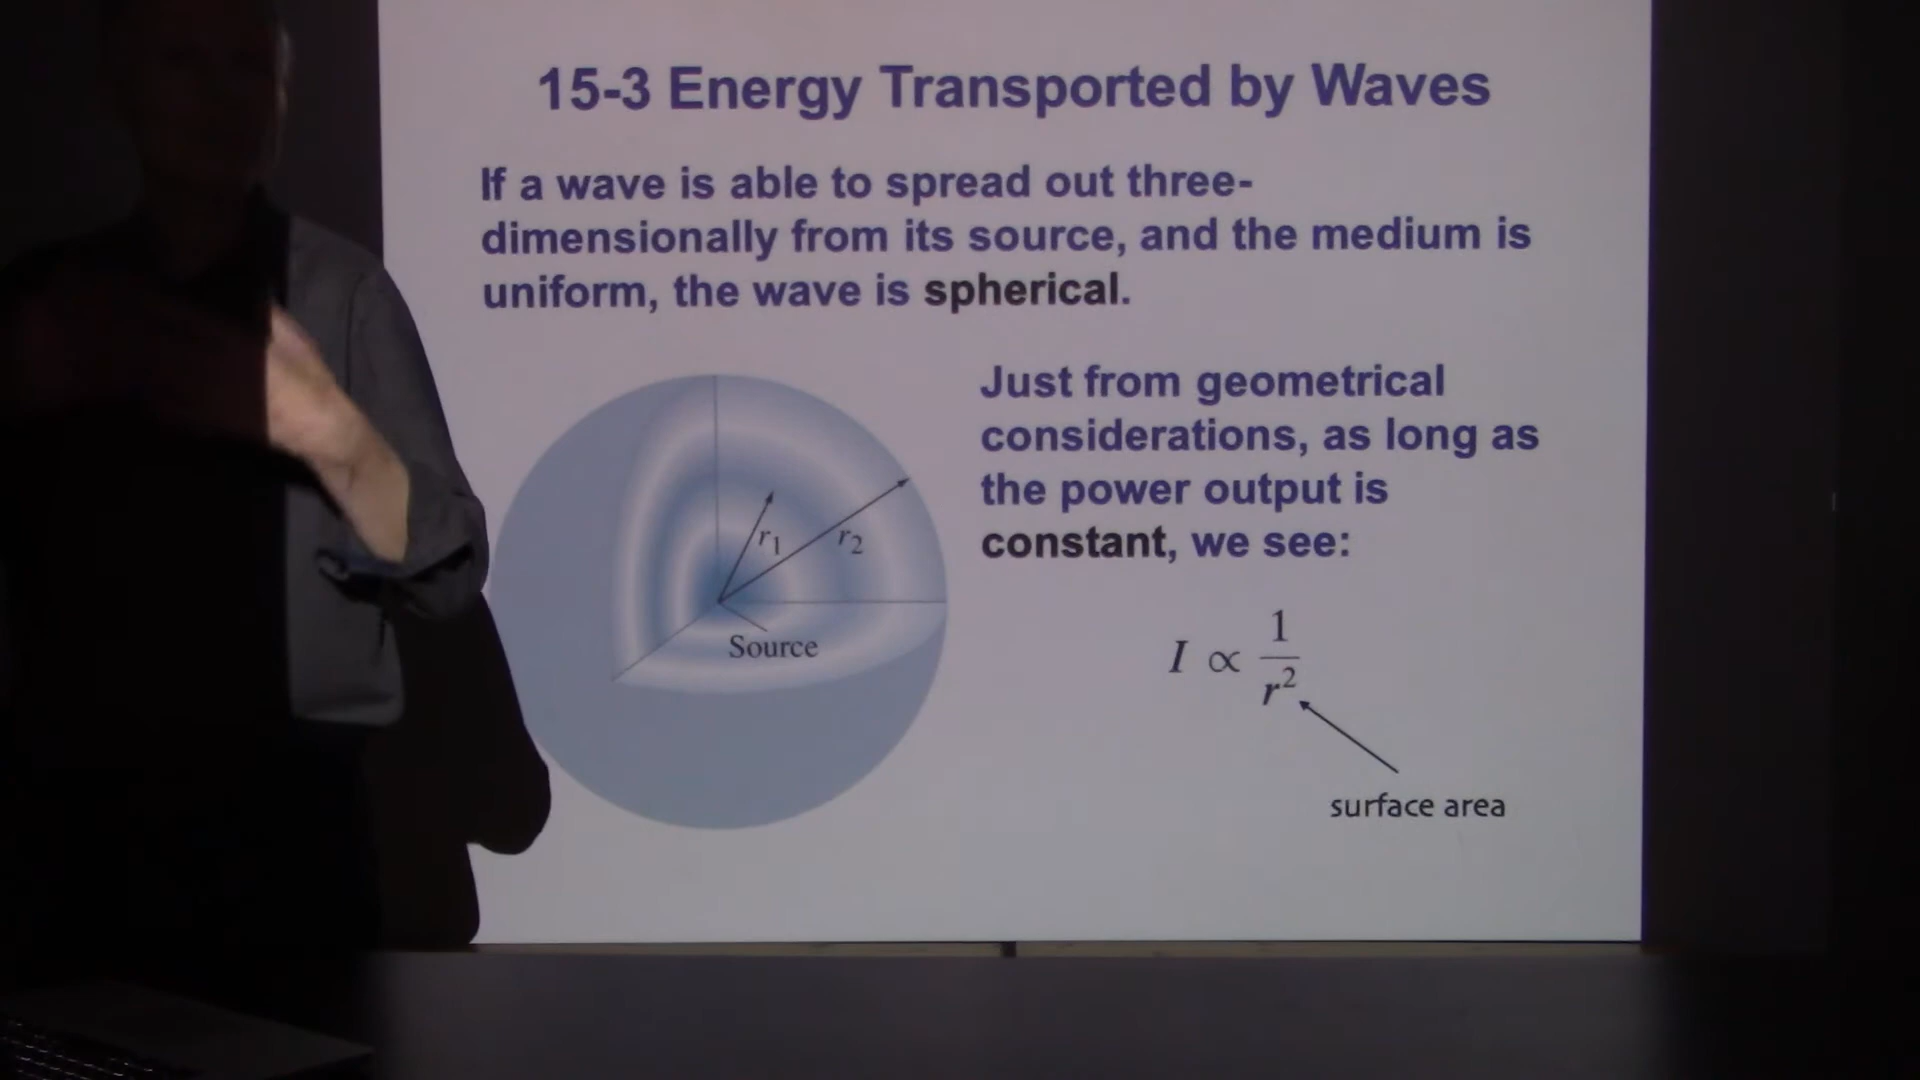 15-3 Energy Transported by Waves
If a wave is able to spread out three-
dimensionally from its source, and the medium is
uniform, the wave is spherical.
Just from geometrical
considerations, as long as
the power output is
constant, we see:
r₁
r₂
Source
I ∝ 1/r²
surface area